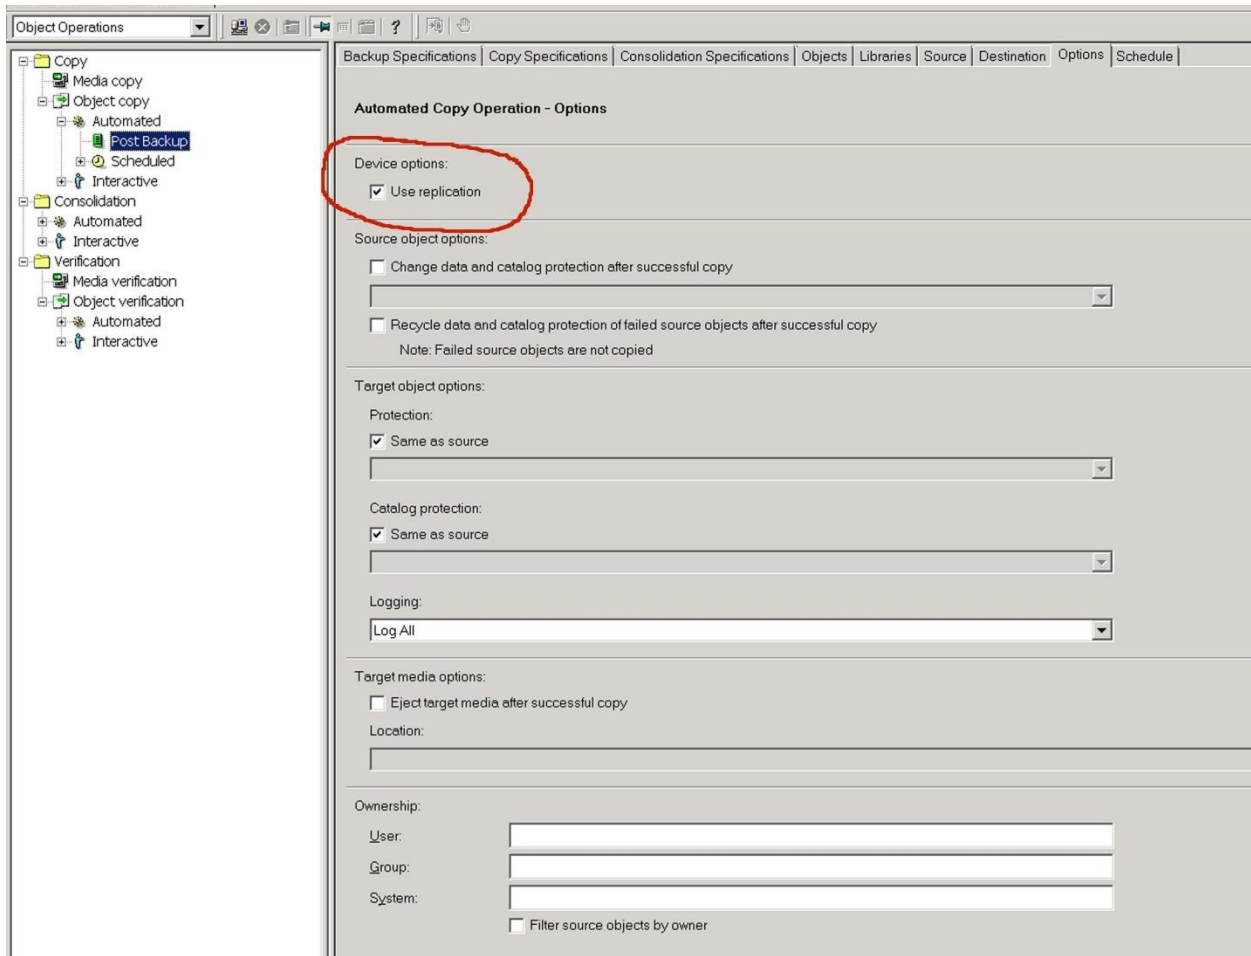 Object Operations
?
Copy
Media copy
Object copy
Automated
Post Backup
Scheduled
Interactive
Consolidation
Automated
Interactive
Verification
Media verification
Object verification
Automated
Interactive
Backup Specifications Copy Specifications Consolidation Specifications Objects Libraries Source Destination Options Schedule
Automated Copy Operation - Options
Device options:
Use replication
Source object options:
Change data and catalog protection after successful copy
Recycle data and catalog protection of failed source objects after successful copy
Note: Failed source objects are not copied
Target object options:
Protection:
Same as source
Catalog protection:
Same as source
Logging:
Log All
Target media options:
Eject target media after successful copy
Location:
Ownership:
User:
Group:
System:
Filter source objects by owner